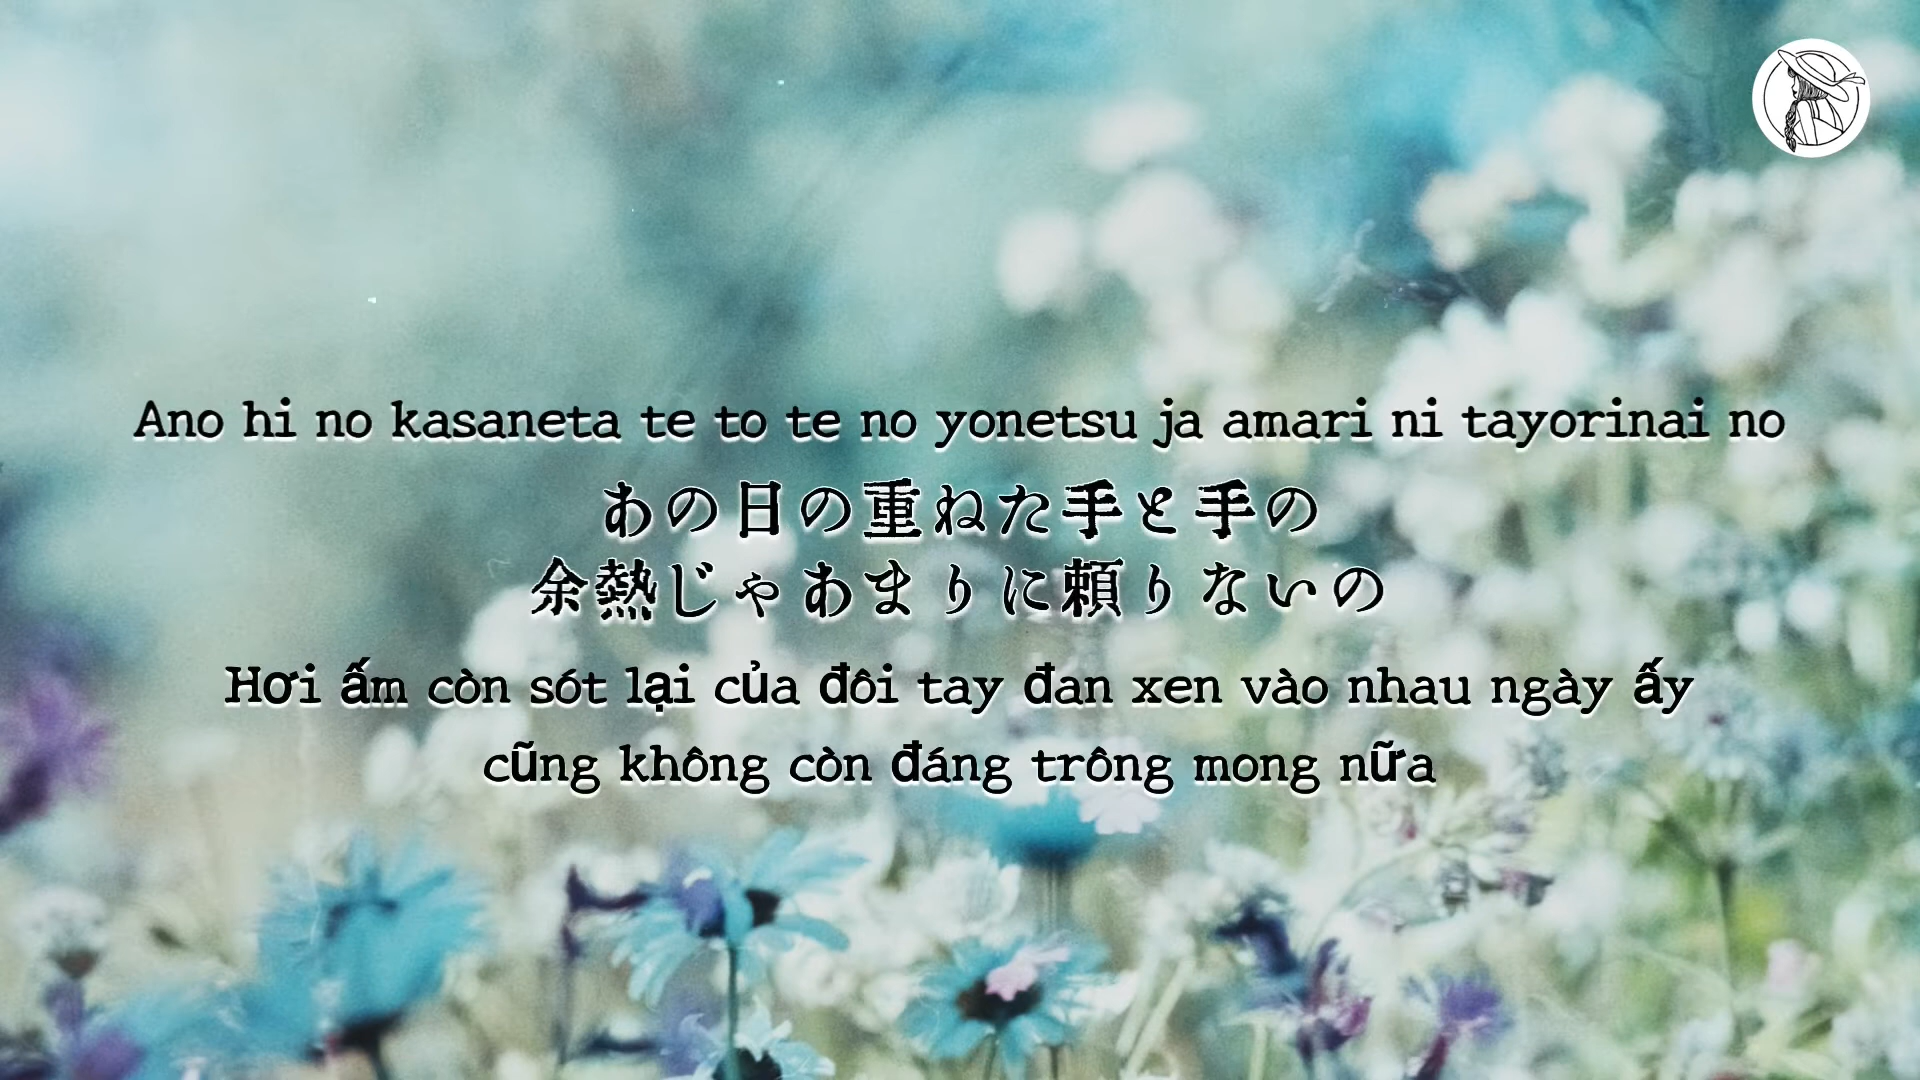 Ano hi no kasaneta te to te no yonetsu ja amari ni tayorinai no
あの日の重ねた手と手の
余熱じゃあまりに頼りないの
Hơi ấm còn sót lại của đôi tay đan xen vào nhau ngày ấy
cũng không còn đáng trông mong nữa